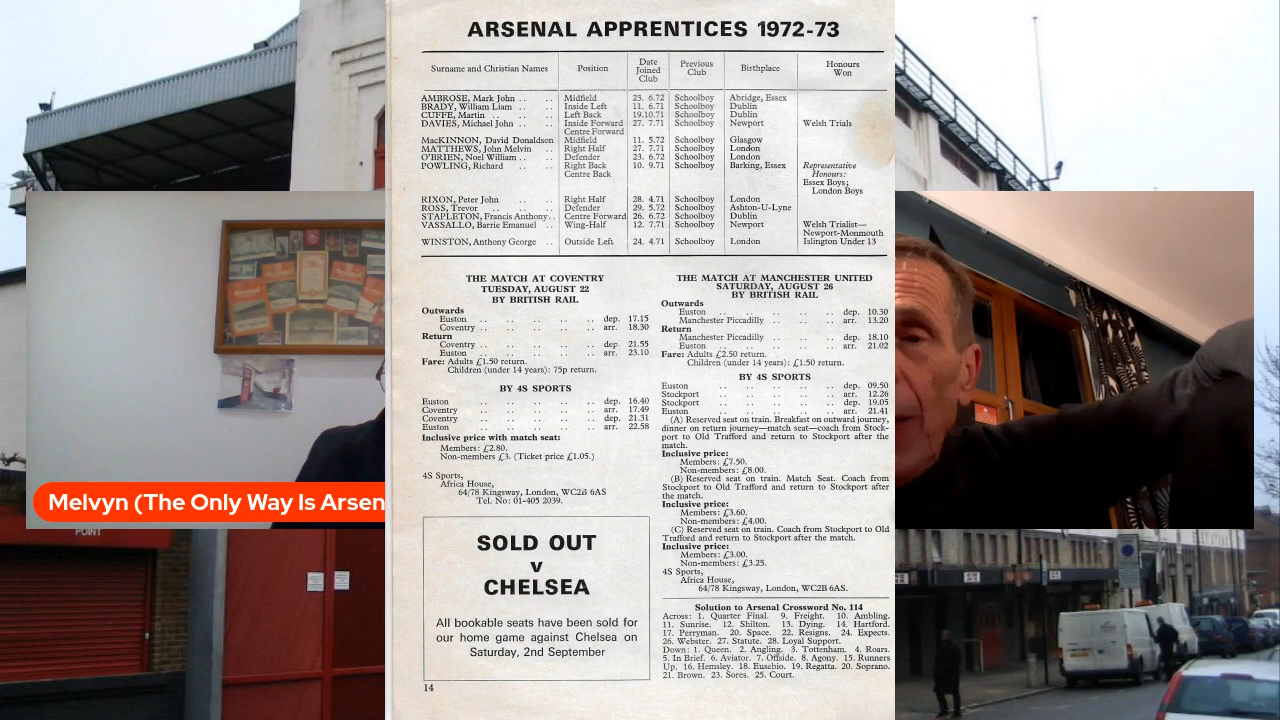 ARSENAL APPRENTICES 1972-73
Surname and Christian Names Position Date Joined Club Previous Club Birthplace Honours Won
AMBROSE, Mark John .. .. Midfield 23. 6.72 Schoolboy Abridge, Essex
BRADY, William Liam .. .. Inside Left 11. 6.71 Schoolboy Dublin
CUFFE, Martin .. .. .. Left Back 19.10.71 Schoolboy Dublin
DAVIES, Michael John .. .. Inside Forward 27. 7.71 Schoolboy Newport Welsh Trials
Centre Forward
MacKINNON, David Donaldson Midfield 11. 5.72 Schoolboy Glasgow
MATTHEWS, John Melvin .. Right Half 27. 7.71 Schoolboy London
O'BRIEN, Noel William .. .. Defender 23. 6.72 Schoolboy London
POWLING, Richard .. .. Right Back 10. 9.71 Schoolboy Barking, Essex Representative
Centre Back Honours:
Essex Boys;
London Boys
RIXON, Peter John .. .. Right Half 28. 4.71 Schoolboy London
ROSS, Trevor .. .. .. Defender 29. 5.72 Schoolboy Ashton-U-Lyne
STAPLETON, Francis Anthony.. Centre Forward 26. 6.72 Schoolboy Dublin
VASSALLO, Barrie Emanuel .. Wing-Half 12. 7.71 Schoolboy Newport Welsh Trialist—
Newport-Monmouth
WINSTON, Anthony George .. Outside Left 24. 4.71 Schoolboy London Islington Under 13
THE MATCH AT COVENTRY
TUESDAY, AUGUST 22
BY BRITISH RAIL
Outwards
Euston .. .. .. .. .. dep. 17.15
Coventry .. .. .. .. .. arr. 18.30
Return
Coventry .. .. .. .. .. dep. 21.55
Euston .. .. .. .. .. arr. 23.10
Fare: Adults £1.50 return.
Children (under 14 years): 75p return.
BY 4S SPORTS
Euston .. .. .. .. .. dep. 16.40
Coventry .. .. .. .. .. arr. 17.49
Coventry .. .. .. .. .. dep. 21.31
Euston .. .. .. .. .. arr. 22.58
Inclusive price with match seat:
Members: £2.80.
Non-members £3. (Ticket price £1.05.)
4S Sports,
Africa House,
64/78 Kingsway, London, WC2B 6AS
Tel. No: 01-405 2039.
SOLD OUT
v
CHELSEA
All bookable seats have been sold for
our home game against Chelsea on
Saturday, 2nd September
14
THE MATCH AT MANCHESTER UNITED
SATURDAY, AUGUST 26
BY BRITISH RAIL
Outwards
Euston .. .. .. .. dep. 10.30
Manchester Piccadilly .. .. .. arr. 13.20
Return
Manchester Piccadilly .. .. .. dep. 18.10
Euston .. .. .. .. arr. 21.02
Fare: Adults £2.50 return.
Children (under 14 years): £1.50 return.
BY 4S SPORTS
Euston .. .. .. .. dep. 09.50
Stockport .. .. .. .. arr. 12.26
Stockport .. .. .. .. dep. 19.05
Euston .. .. .. .. arr. 21.41
(A) Reserved seat on train. Breakfast on outward journey,
dinner on return journey—match seat—coach from Stock-
port to Old Trafford and return to Stockport after the
match.
Inclusive price:
Members: £7.50.
Non-members: £8.00.
(B) Reserved seat on train. Match Seat. Coach from
Stockport to Old Trafford and return to Stockport after
the match.
Inclusive price:
Members: £3.60.
Non-members: £4.00.
(C) Reserved seat on train. Coach from Stockport to Old
Trafford and return to Stockport after the match.
Inclusive price:
Members: £3.00.
Non-members: £3.25.
4S Sports,
Africa House,
64/78 Kingsway, London, WC2B 6AS.
Solution to Arsenal Crossword No. 114
Across: 1. Quarter Final. 9. Freight. 10. Ambling.
11. Sunrise. 12. Shilton. 13. Dying. 14. Hartford.
17. Perryman. 20. Space. 22. Resigns. 24. Expects.
26. Webster. 27. Statute. 28. Loyal Support.
Down: 1. Queen. 2. Angling. 3. Tottenham. 4. Roars.
5. In Brief. 6. Aviator. 7. Offside. 8. Agony. 15. Runners
Up. 16. Hemsley. 18. Eusebio. 19. Regatta. 20. Soprano.
21. Brown. 23. Sores. 25. Court.
Melvyn (The Only Way Is Arsen
POINT